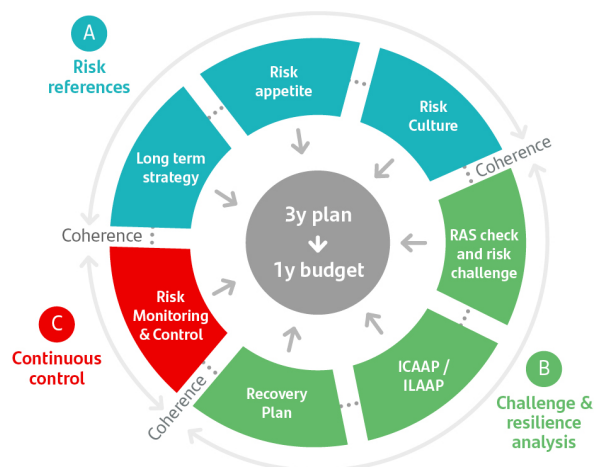 A
Risk
references
Risk
appetite
Risk
Culture
Long term
strategy
Coherence
Coherence
3y plan
1y budget
RAS check
and risk
challenge
Risk
Monitoring
& Control
C
Continuous
control
Coherence
Recovery
Plan
ICAAP /
ILAAP
B
Challenge &
resilience
analysis